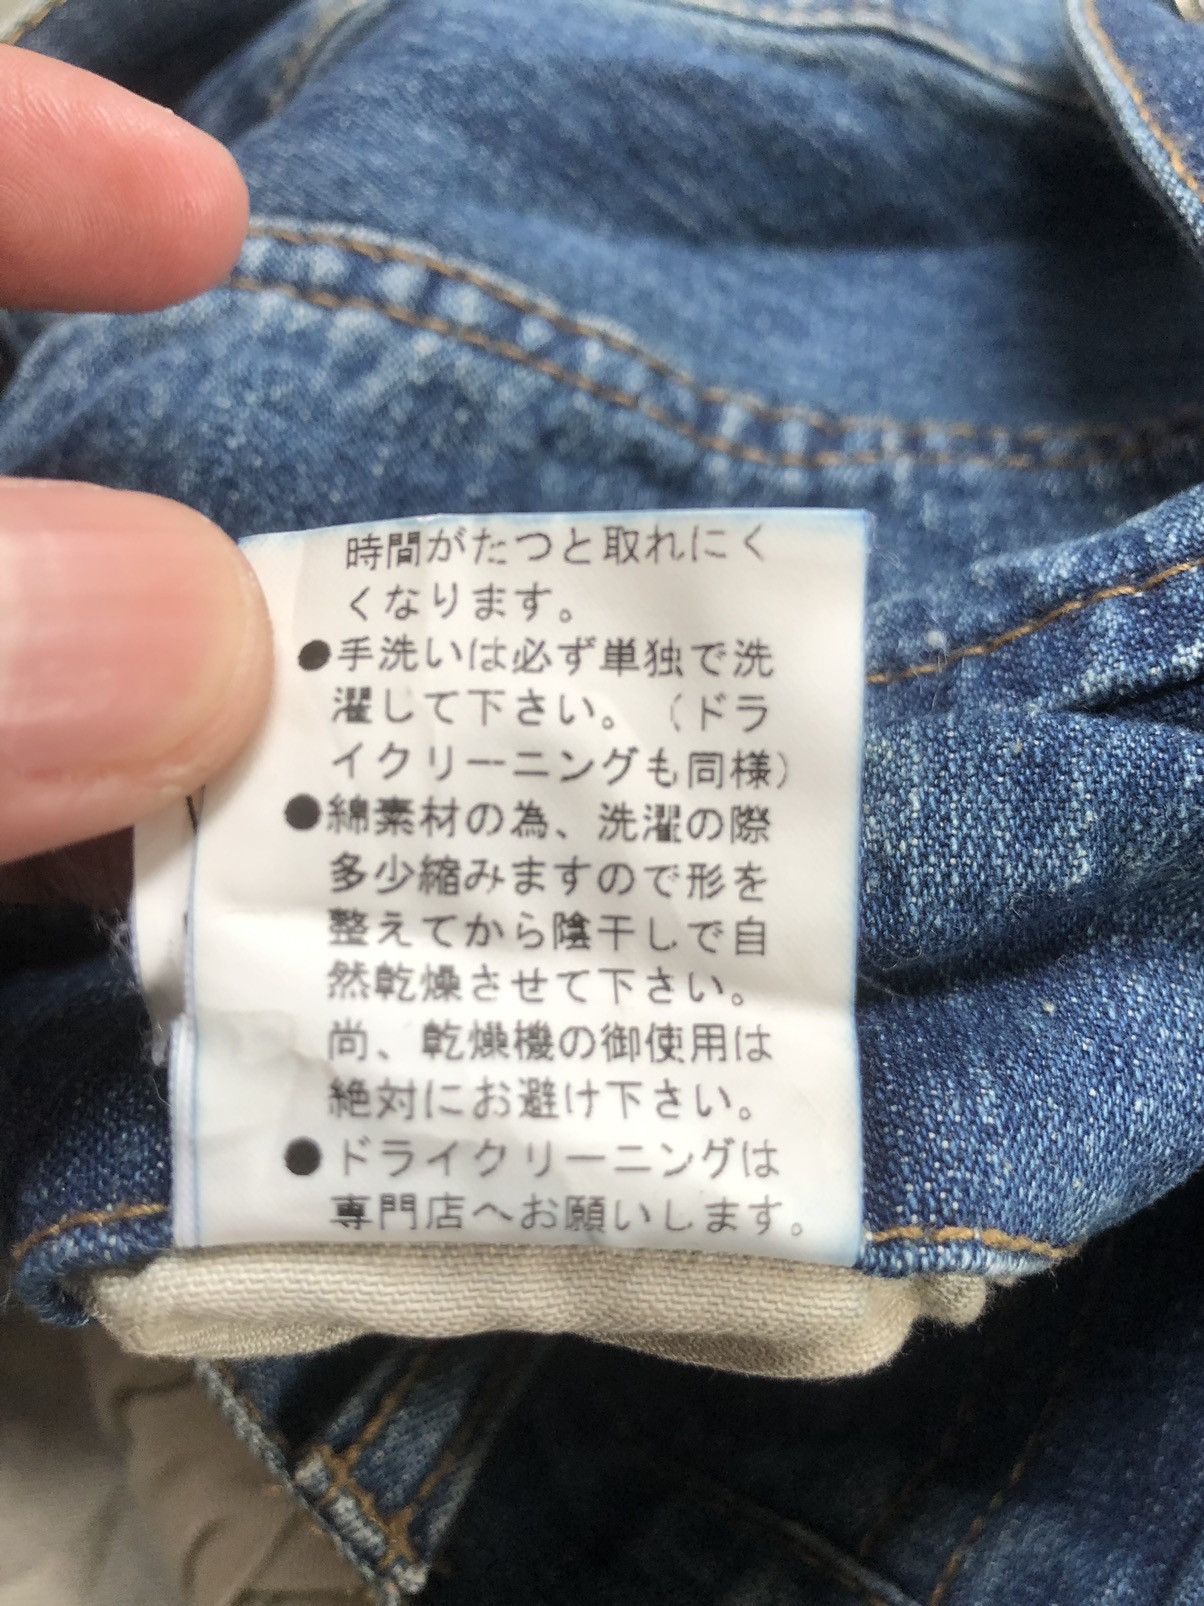 時間がたつと取れにく
くなります。
●手洗いは必ず単独で洗
濯して下さい。（ドラ
イクリーニングも同様）
●綿素材の為、洗濯の際
多少縮みますので形を
整えてから陰干しで自
然乾燥させて下さい。
尚、乾燥機の御使用は
絶対にお避け下さい。
●ドライクリーニングは
専門店へお願いします。